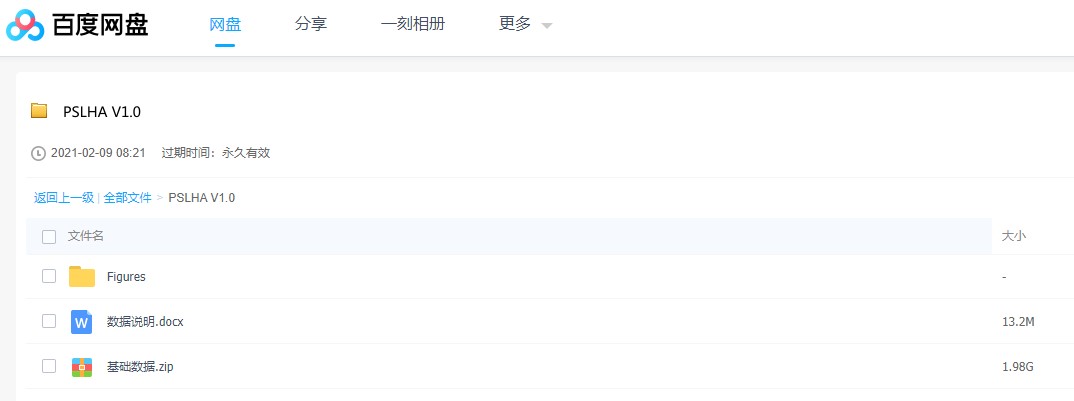 百度网盘 网盘 分享 一刻相册 更多
PSLHA V1.0
2021-02-09 08:21 过期时间：永久有效
返回上一级 | 全部文件 > PSLHA V1.0
文件名 大小
Figures -
W 数据说明.docx 13.2M
基础数据.zip 1.98G